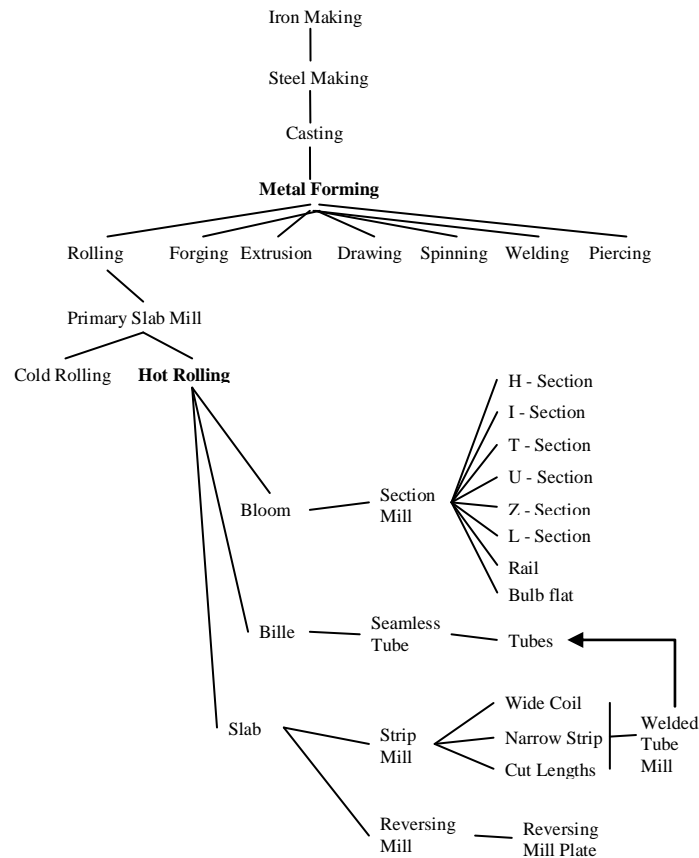 Iron Making
Steel Making
Casting
Metal Forming
Rolling
Forging
Extrusion
Drawing
Spinning
Welding
Piercing
Primary Slab Mill
Cold Rolling
Hot Rolling
H - Section
I - Section
T - Section
U - Section
Z - Section
L - Section
Rail
Bulb flat
Bloom
Section
Mill
Bille
Seamless
Tube
Tubes
Slab
Strip
Mill
Wide Coil
Narrow Strip
Cut Lengths
Welded
Tube
Mill
Reversing
Mill
Reversing
Mill Plate